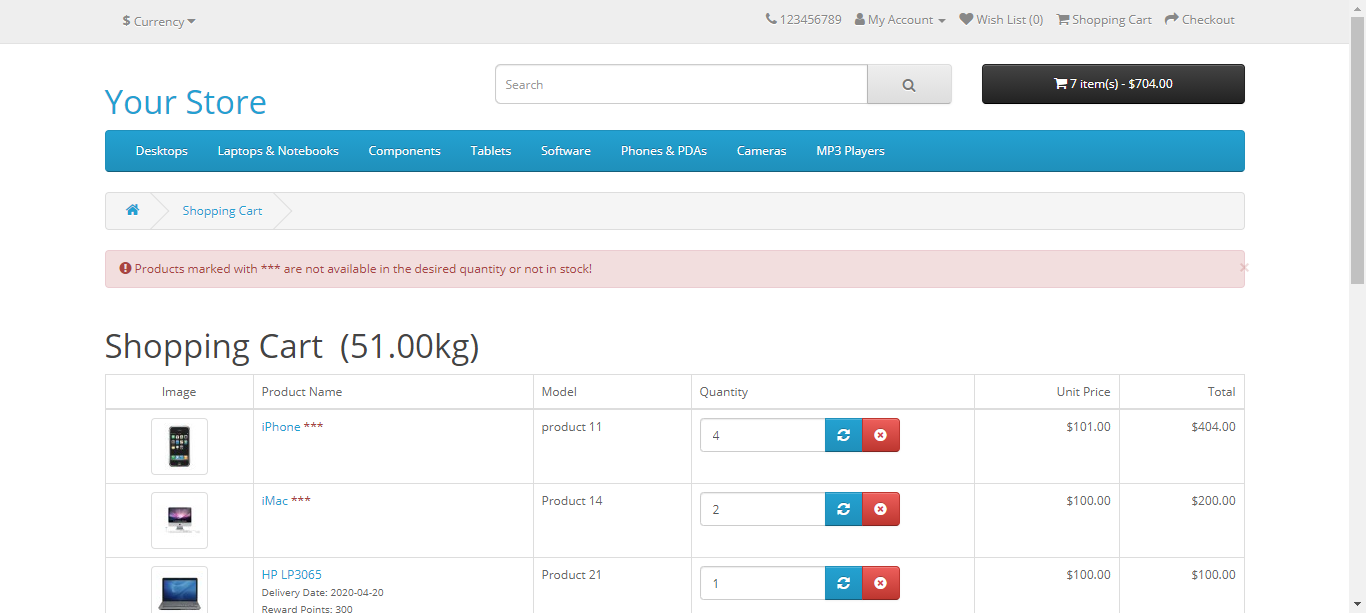 $ Currency
123456789 My Account Wish List (0) Shopping Cart Checkout
Your Store
Search
7 item(s) - $704.00
Desktops Laptops & Notebooks Components Tablets Software Phones & PDAs Cameras MP3 Players
Shopping Cart
Products marked with *** are not available in the desired quantity or not in stock!
×
Shopping Cart (51.00kg)
Image Product Name Model Quantity Unit Price Total
iPhone *** product 11 4 $101.00 $404.00
iMac *** Product 14 2 $100.00 $200.00
HP LP3065 Product 21 1 $100.00 $100.00
Delivery Date: 2020-04-20
Reward Points: 300